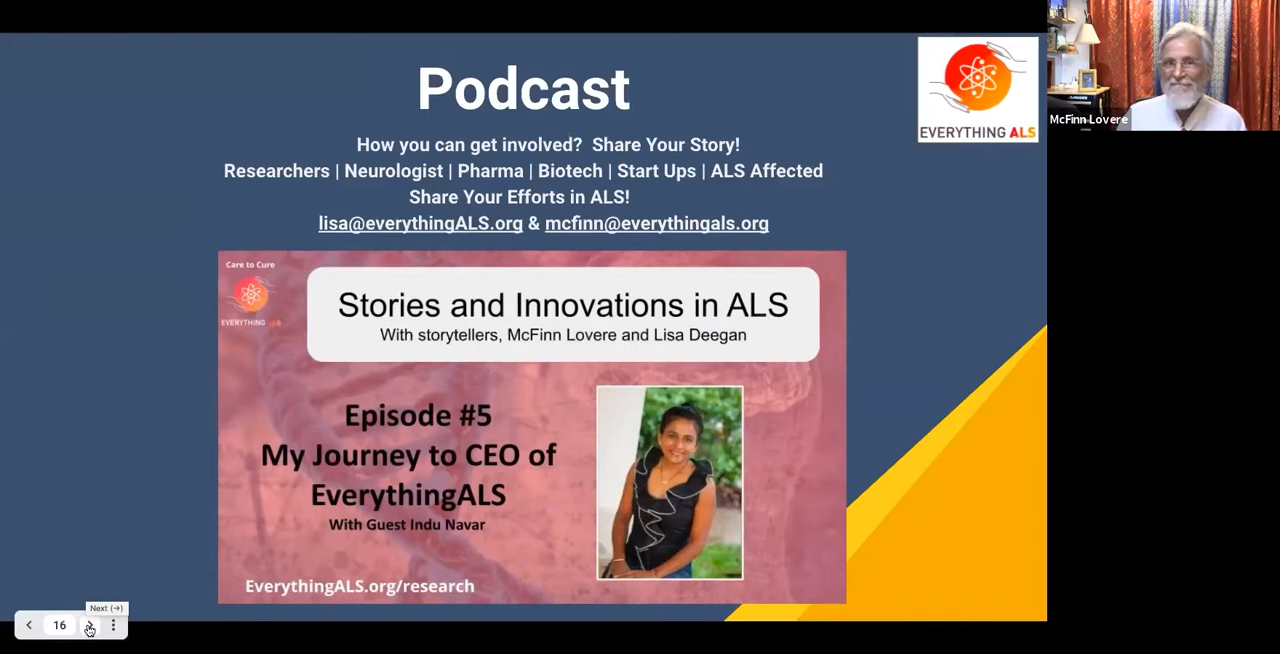 Podcast
How you can get involved?  Share Your Story!
Researchers | Neurologist | Pharma | Biotech | Start Ups | ALS Affected
Share Your Efforts in ALS!
lisa@everythingALS.org & mcfinn@everythingals.org
EVERYTHING ALS
McFinn Lovere
Care to Cure
EVERYTHING ALS
Stories and Innovations in ALS
With storytellers, McFinn Lovere and Lisa Deegan
Episode #5
My Journey to CEO of
EverythingALS
With Guest Indu Navar
EverythingALS.org/research
Next (→)
16